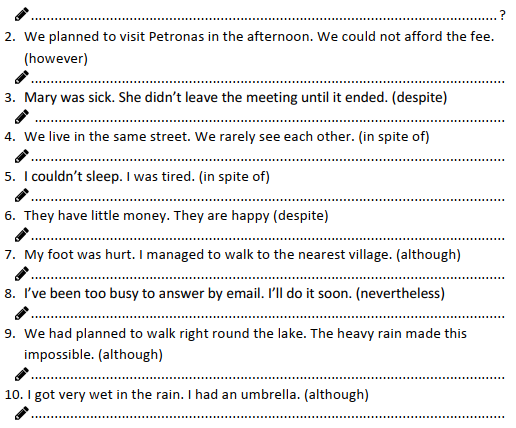 ....................................................................................................?
2. We planned to visit Petronas in the afternoon. We could not afford the fee.
(however)
....................................................................................................
3. Mary was sick. She didn’t leave the meeting until it ended. (despite)
....................................................................................................
4. We live in the same street. We rarely see each other. (in spite of)
....................................................................................................
5. I couldn’t sleep. I was tired. (in spite of)
....................................................................................................
6. They have little money. They are happy (despite)
....................................................................................................
7. My foot was hurt. I managed to walk to the nearest village. (although)
....................................................................................................
8. I’ve been too busy to answer by email. I’ll do it soon. (nevertheless)
....................................................................................................
9. We had planned to walk right round the lake. The heavy rain made this
impossible. (although)
....................................................................................................
10. I got very wet in the rain. I had an umbrella. (although)
....................................................................................................